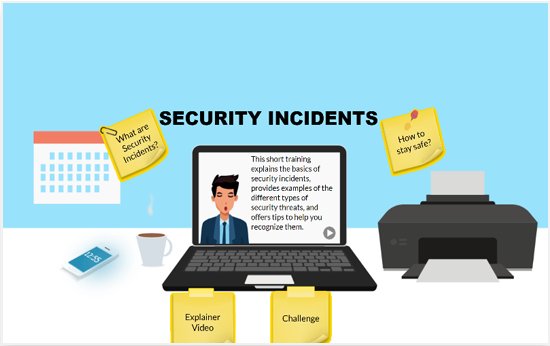 What are
Security
Incidents?
SECURITY INCIDENTS
How to
stay safe?
This short training
explains the basics of
security incidents,
provides examples of the
different types of
security threats, and
offers tips to help you
recognize them.
12:55
Explainer
Video
Challenge